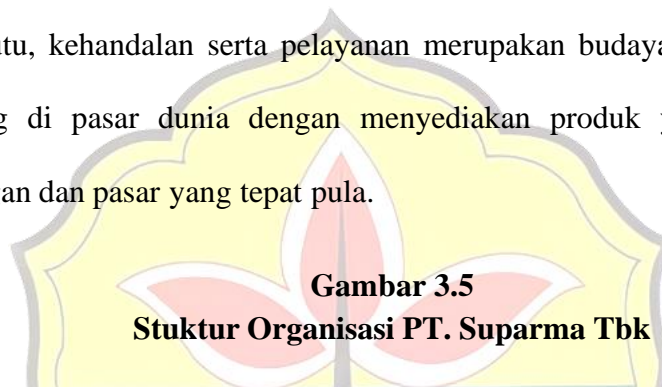 utu, kehandalan serta pelayanan merupakan budaya
g di pasar dunia dengan menyediakan produk
an dan pasar yang tepat pula.
Gambar 3.5
Stuktur Organisasi PT. Suparma Tbk